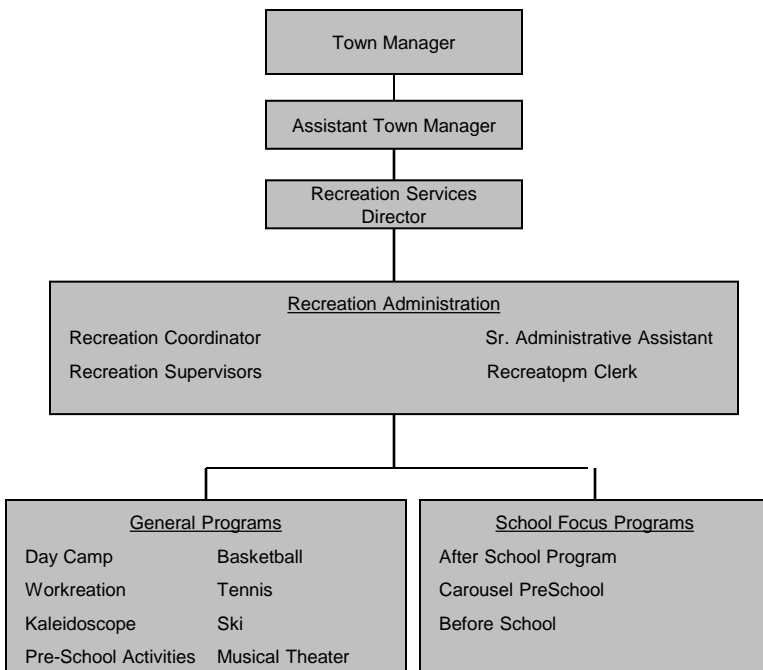 Town Manager
Assistant Town Manager
Recreation Services
Director
Recreation Administration
Recreation Coordinator Sr. Administrative Assistant
Recreation Supervisors Recreatopm Clerk
General Programs
Day Camp Basketball
Workreation Tennis
Kaleidoscope Ski
Pre-School Activities Musical Theater
School Focus Programs
After School Program
Carousel PreSchool
Before School